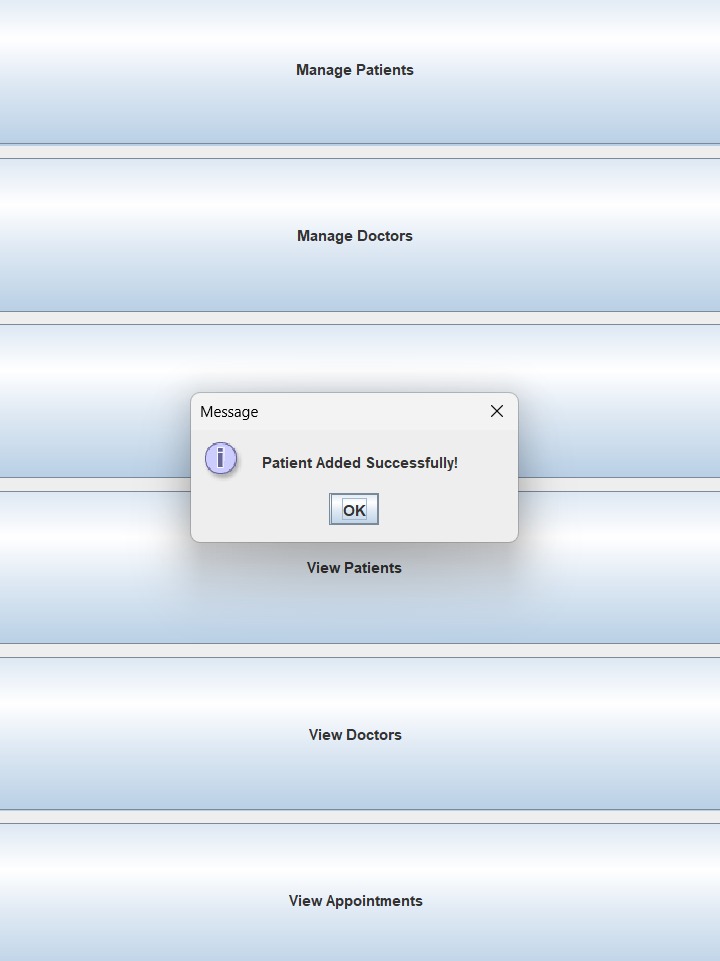 Manage Patients
Manage Doctors
Message
Patient Added Successfully!
OK
View Patients
View Doctors
View Appointments